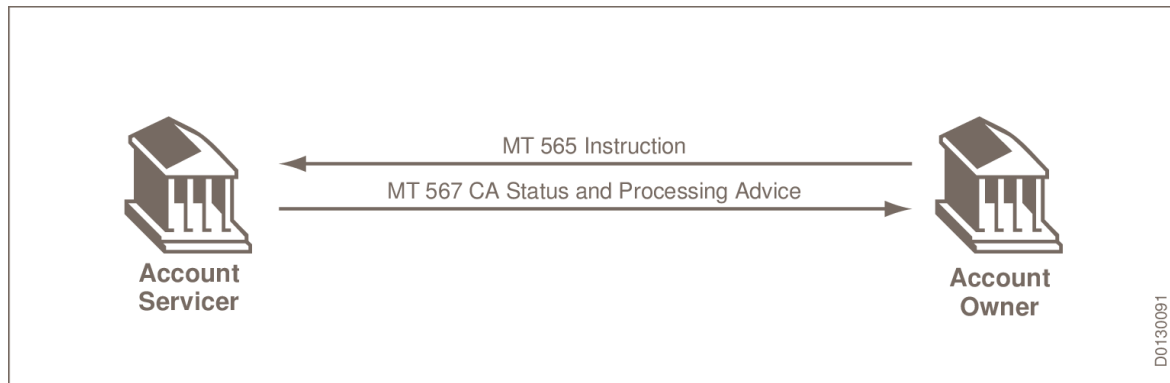 MT 565 Instruction
MT 567 CA Status and Processing Advice
Account
Servicer
Account
Owner
D0130091